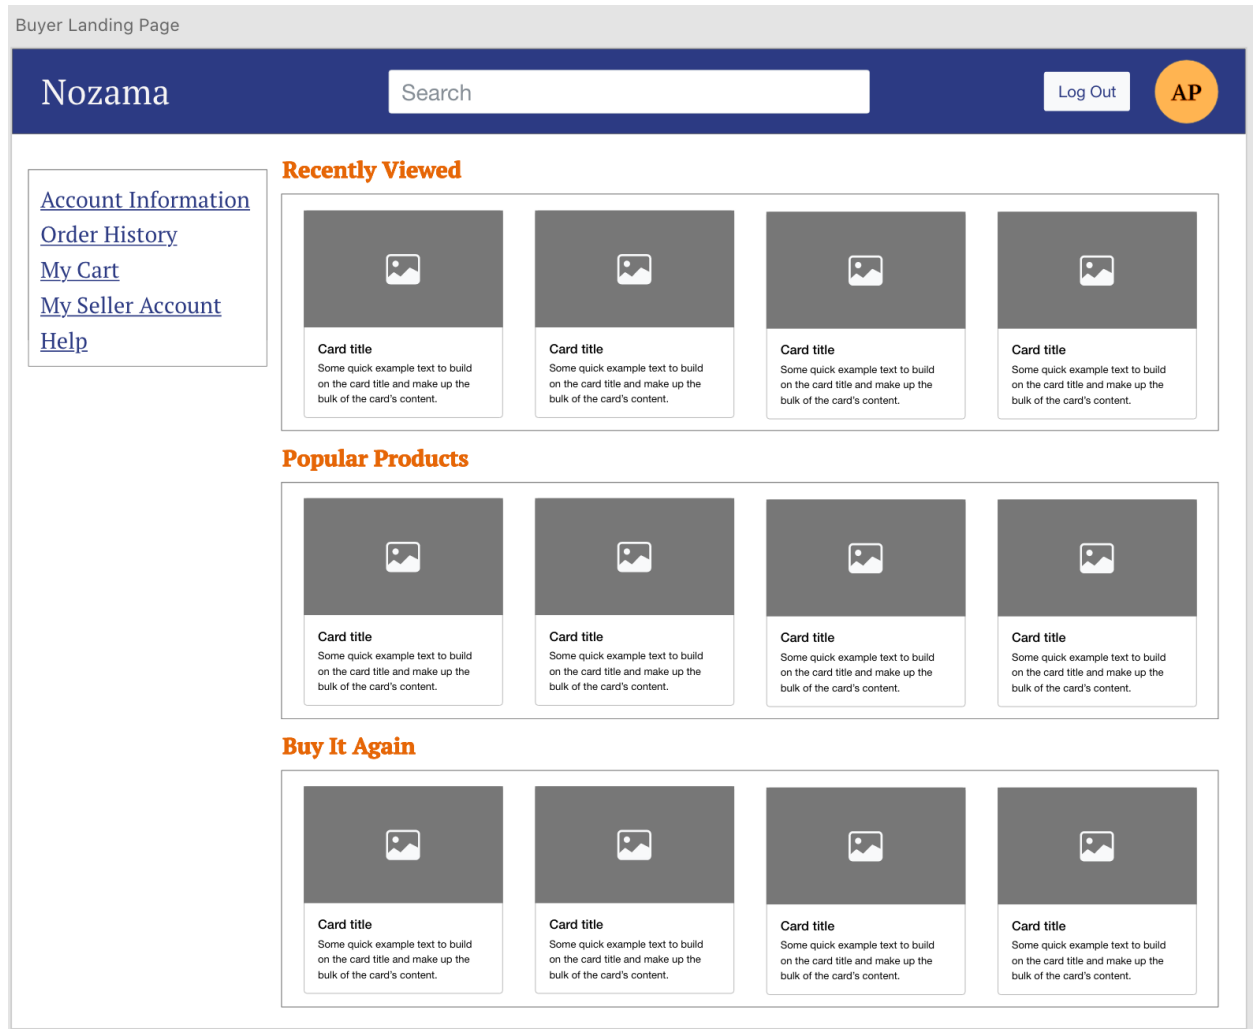 Buyer Landing Page
Nozama
Search
Log Out
AP
Account Information
Order History
My Cart
My Seller Account
Help
Recently Viewed
Card title
Some quick example text to build
on the card title and make up the
bulk of the card’s content.
Card title
Some quick example text to build
on the card title and make up the
bulk of the card’s content.
Card title
Some quick example text to build
on the card title and make up the
bulk of the card’s content.
Card title
Some quick example text to build
on the card title and make up the
bulk of the card’s content.
Popular Products
Card title
Some quick example text to build
on the card title and make up the
bulk of the card’s content.
Card title
Some quick example text to build
on the card title and make up the
bulk of the card’s content.
Card title
Some quick example text to build
on the card title and make up the
bulk of the card’s content.
Card title
Some quick example text to build
on the card title and make up the
bulk of the card’s content.
Buy It Again
Card title
Some quick example text to build
on the card title and make up the
bulk of the card’s content.
Card title
Some quick example text to build
on the card title and make up the
bulk of the card’s content.
Card title
Some quick example text to build
on the card title and make up the
bulk of the card’s content.
Card title
Some quick example text to build
on the card title and make up the
bulk of the card’s content.